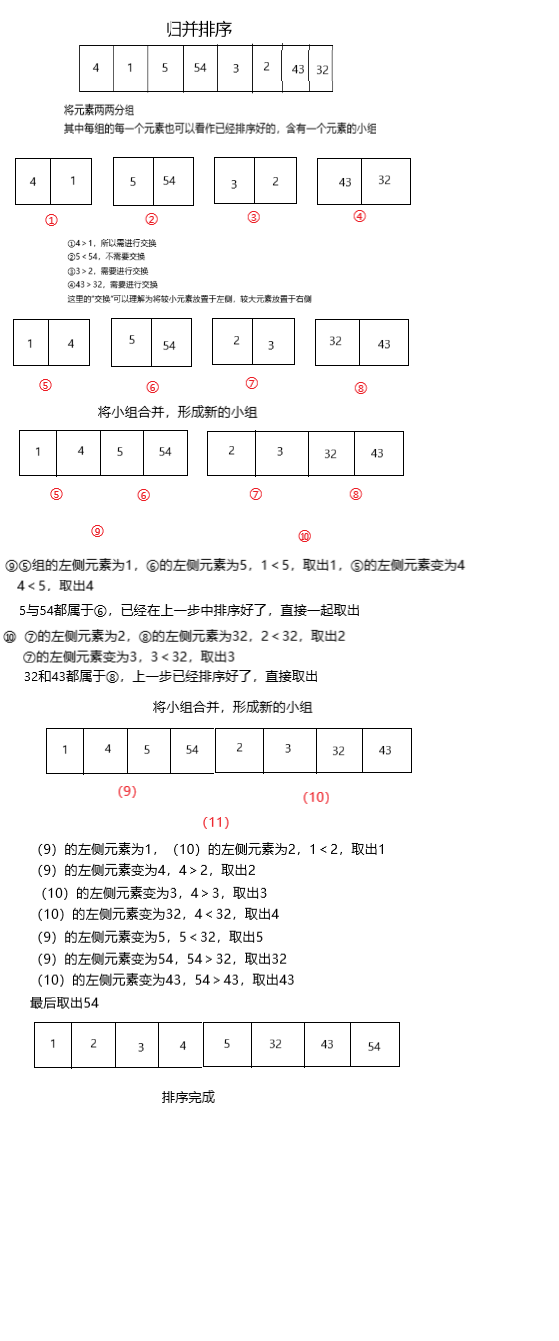 归并排序
4 1 5 54 3 2 43 32
将元素两两分组
其中每组的每一个元素也可以看作已经排序好的，含有一个元素的小组
4 1 5 54 3 2 43 32
① ② ③ ④
①4＞1，所以需进行交换
②5＜54，不需要交换
③3＞2，需要进行交换
④43＞32，需要进行交换
这里的“交换”可以理解为将较小元素放置于左侧，较大元素放置于右侧
1 4 5 54 2 3 32 43
⑤ ⑥ ⑦ ⑧
将小组合并，形成新的小组
1 4 5 54 2 3 32 43
⑤ ⑥ ⑦ ⑧
⑨ ⑩
⑨⑤组的左侧元素为1，⑥的左侧元素为5，1＜5，取出1，⑤的左侧元素变为4
4＜5，取出4
5与54都属于⑥，已经在上一步中排序好了，直接一起取出
⑩ ⑦的左侧元素为2，⑧的左侧元素为32，2＜32，取出2
⑦的左侧元素变为3，3＜32，取出3
32和43都属于⑧，上一步已经排序好了，直接取出
将小组合并，形成新的小组
1 4 5 54 2 3 32 43
（9） （10）
（11）
（9）的左侧元素为1，（10）的左侧元素为2，1＜2，取出1
（9）的左侧元素变为4，4＞2，取出2
（10）的左侧元素变为3，4＞3，取出3
（10）的左侧元素变为32，4＜32，取出4
（9）的左侧元素变为5，5＜32，取出5
（9）的左侧元素变为54，54＞32，取出32
（10）的左侧元素变为43，54＞43，取出43
最后取出54
1 2 3 4 5 32 43 54
排序完成